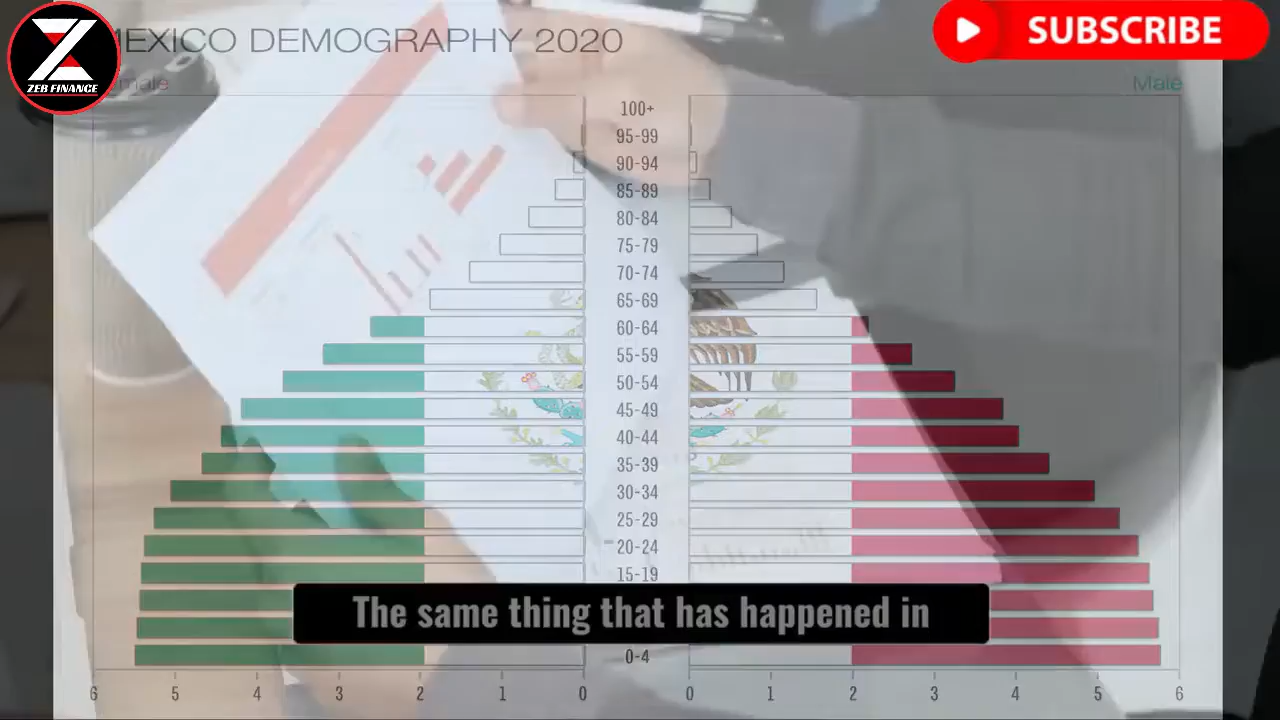 MEXICO DEMOGRAPHY 2020
SUBSCRIBE
Z
ZEB FINANCE
Male
100+
95-99
90-94
85-89
80-84
75-79
70-74
65-69
60-64
55-59
50-54
45-49
40-44
35-39
30-34
25-29
20-24
15-19
The same thing that has happened in
0-4
6 5 4 3 2 1 0 0 1 2 3 4 5 6